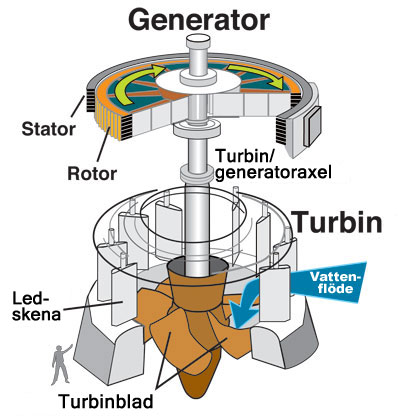 Generator
Stator
Rotor
Turbin/
generatoraxel
Turbin
Vatten-
flöde
Led-
skena
Turbinblad